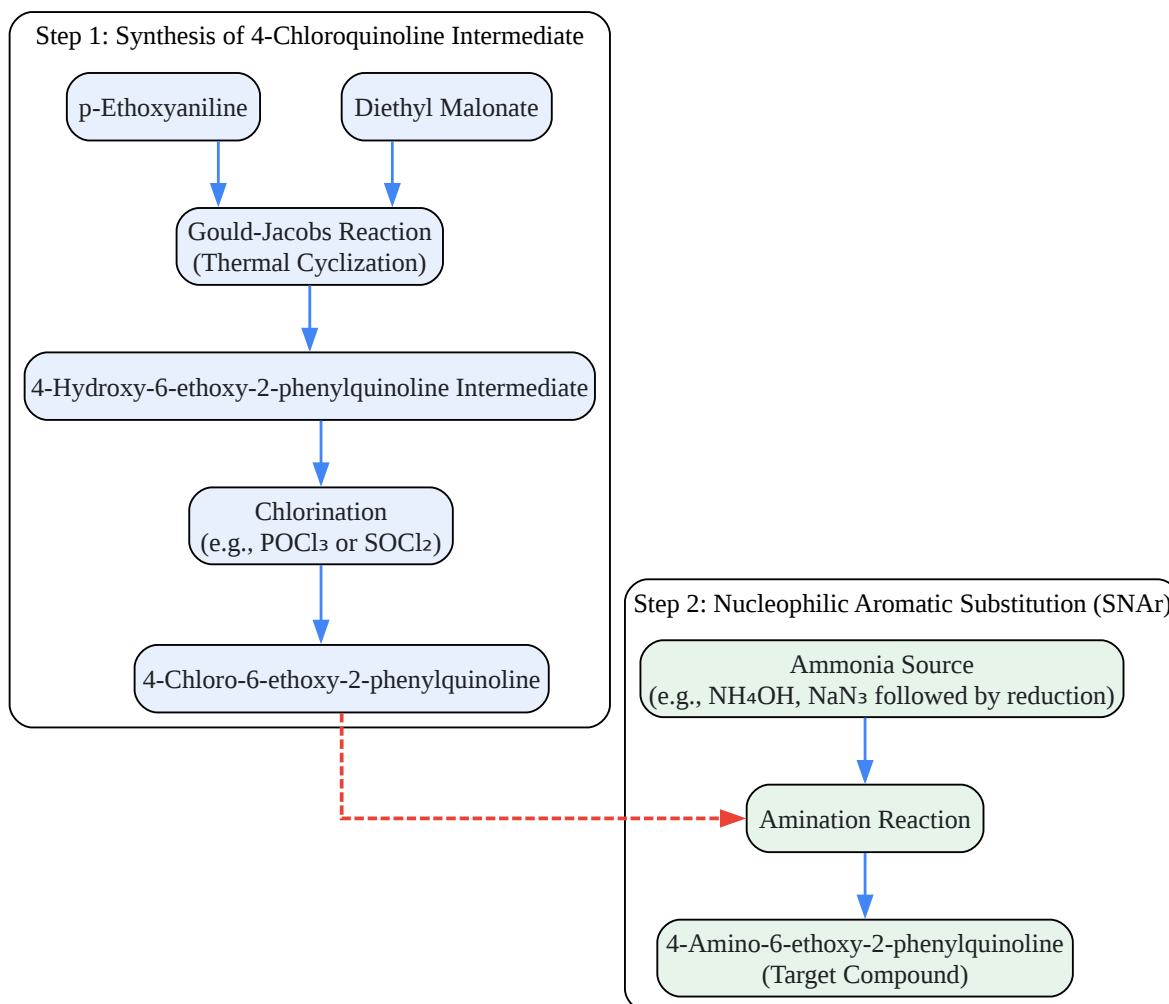 Step 1: Synthesis of 4-Chloroquinoline Intermediate
p-Ethoxyaniline
Diethyl Malonate
Gould-Jacobs Reaction
(Thermal Cyclization)
4-Hydroxy-6-ethoxy-2-phenylquinoline Intermediate
Chlorination
(e.g., POCl₃ or SOCl₂)
4-Chloro-6-ethoxy-2-phenylquinoline
Step 2: Nucleophilic Aromatic Substitution (SNAr)
Ammonia Source
(e.g., NH₄OH, NaN₃ followed by reduction)
Amination Reaction
4-Amino-6-ethoxy-2-phenylquinoline
(Target Compound)